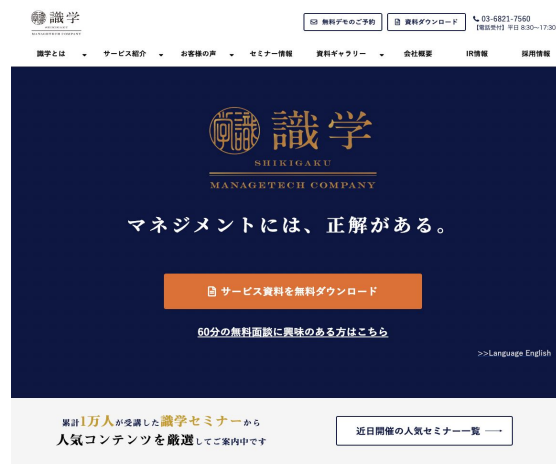 識学
MANAGETECH COMPANY
無料デモのご予約
資料ダウンロード
03-6821-7560
【電話受付】平日 8:30〜17:30
識学とは
サービス紹介
お客様の声
セミナー情報
資料ギャラリー
会社概要
IR情報
採用情報
学識 識学
SHIKIGAKU
MANAGETECH COMPANY
マネジメントには、正解がある。
サービス資料を無料ダウンロード
60分の無料面談に興味のある方はこちら
>>Language English
累計1万人が受講した識学セミナーから
人気コンテンツを厳選してご案内中です
近日開催の人気セミナー一覧